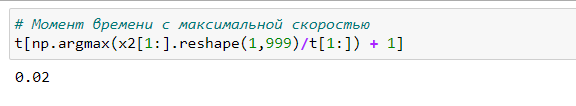 # Момент времени с максимальной скоростью
t[np.argmax(x2[1:].reshape(1,999)/t[1:]) + 1]
0.02